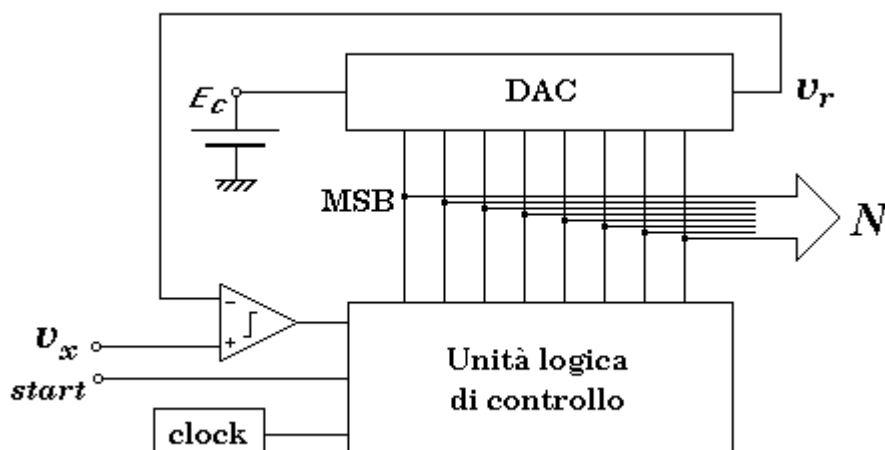 DAC
E_c
v_r
MSB
N
−
+
v_x
start
Unità logica
di controllo
clock